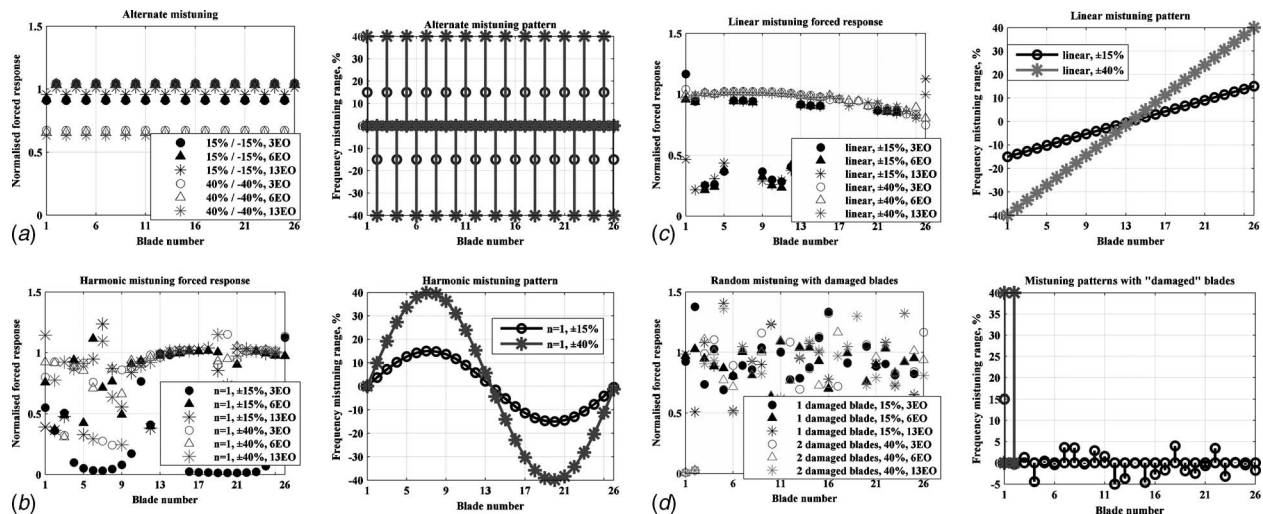 Alternate mistuning
1.5
1
0.5
0
Normalised forced response
15% / -15%, 3EO
15% / -15%, 6EO
15% / -15%, 13EO
40% / -40%, 3EO
40% / -40%, 6EO
40% / -40%, 13EO
1 6 11 16 21 26
Blade number
(a)
Alternate mistuning pattern
40
30
20
10
0
-10
-20
-30
-40
Frequency mistuning range, %
1 5 9 13 17 21 26
Blade number
Linear mistuning forced response
1.5
1
0.5
0
Normalised forced response
linear, ±15%, 3EO
linear, ±15%, 6EO
linear, ±15%, 13EO
linear, ±40%, 3EO
linear, ±40%, 6EO
linear, ±40%, 13EO
1 6 11 16 21 26
Blade number
(c)
Linear mistuning pattern
40
30
20
10
0
-10
-20
-30
-40
Frequency mistuning range, %
linear, ±15%
linear, ±40%
1 5 9 13 17 21 26
Blade number
Harmonic mistuning forced response
1.5
1
0.5
0
Normalised forced response
n=1, ±15%, 3EO
n=1, ±15%, 6EO
n=1, ±15%, 13EO
n=1, ±40%, 3EO
n=1, ±40%, 6EO
n=1, ±40%, 13EO
1 6 11 16 21 26
Blade number
(b)
Harmonic mistuning pattern
40
30
20
10
0
-10
-20
-30
-40
Frequency mistuning range, %
n=1, ±15%
n=1, ±40%
1 5 9 13 17 21 26
Blade number
Random mistuning with damaged blades
1.5
1
0.5
0
Normalised forced response
1 damaged blade, 15%, 3EO
1 damaged blade, 15%, 6EO
1 damaged blade, 15%, 13EO
2 damaged blades, 40%, 3EO
2 damaged blades, 40%, 6EO
2 damaged blades, 40%, 13EO
1 6 11 16 21 26
Blade number
(d)
Mistuning patterns with "damaged" blades
40
35
30
25
20
15
10
5
0
-5
Frequency mistuning range, %
1 5 9 13 17 21 26
Blade number